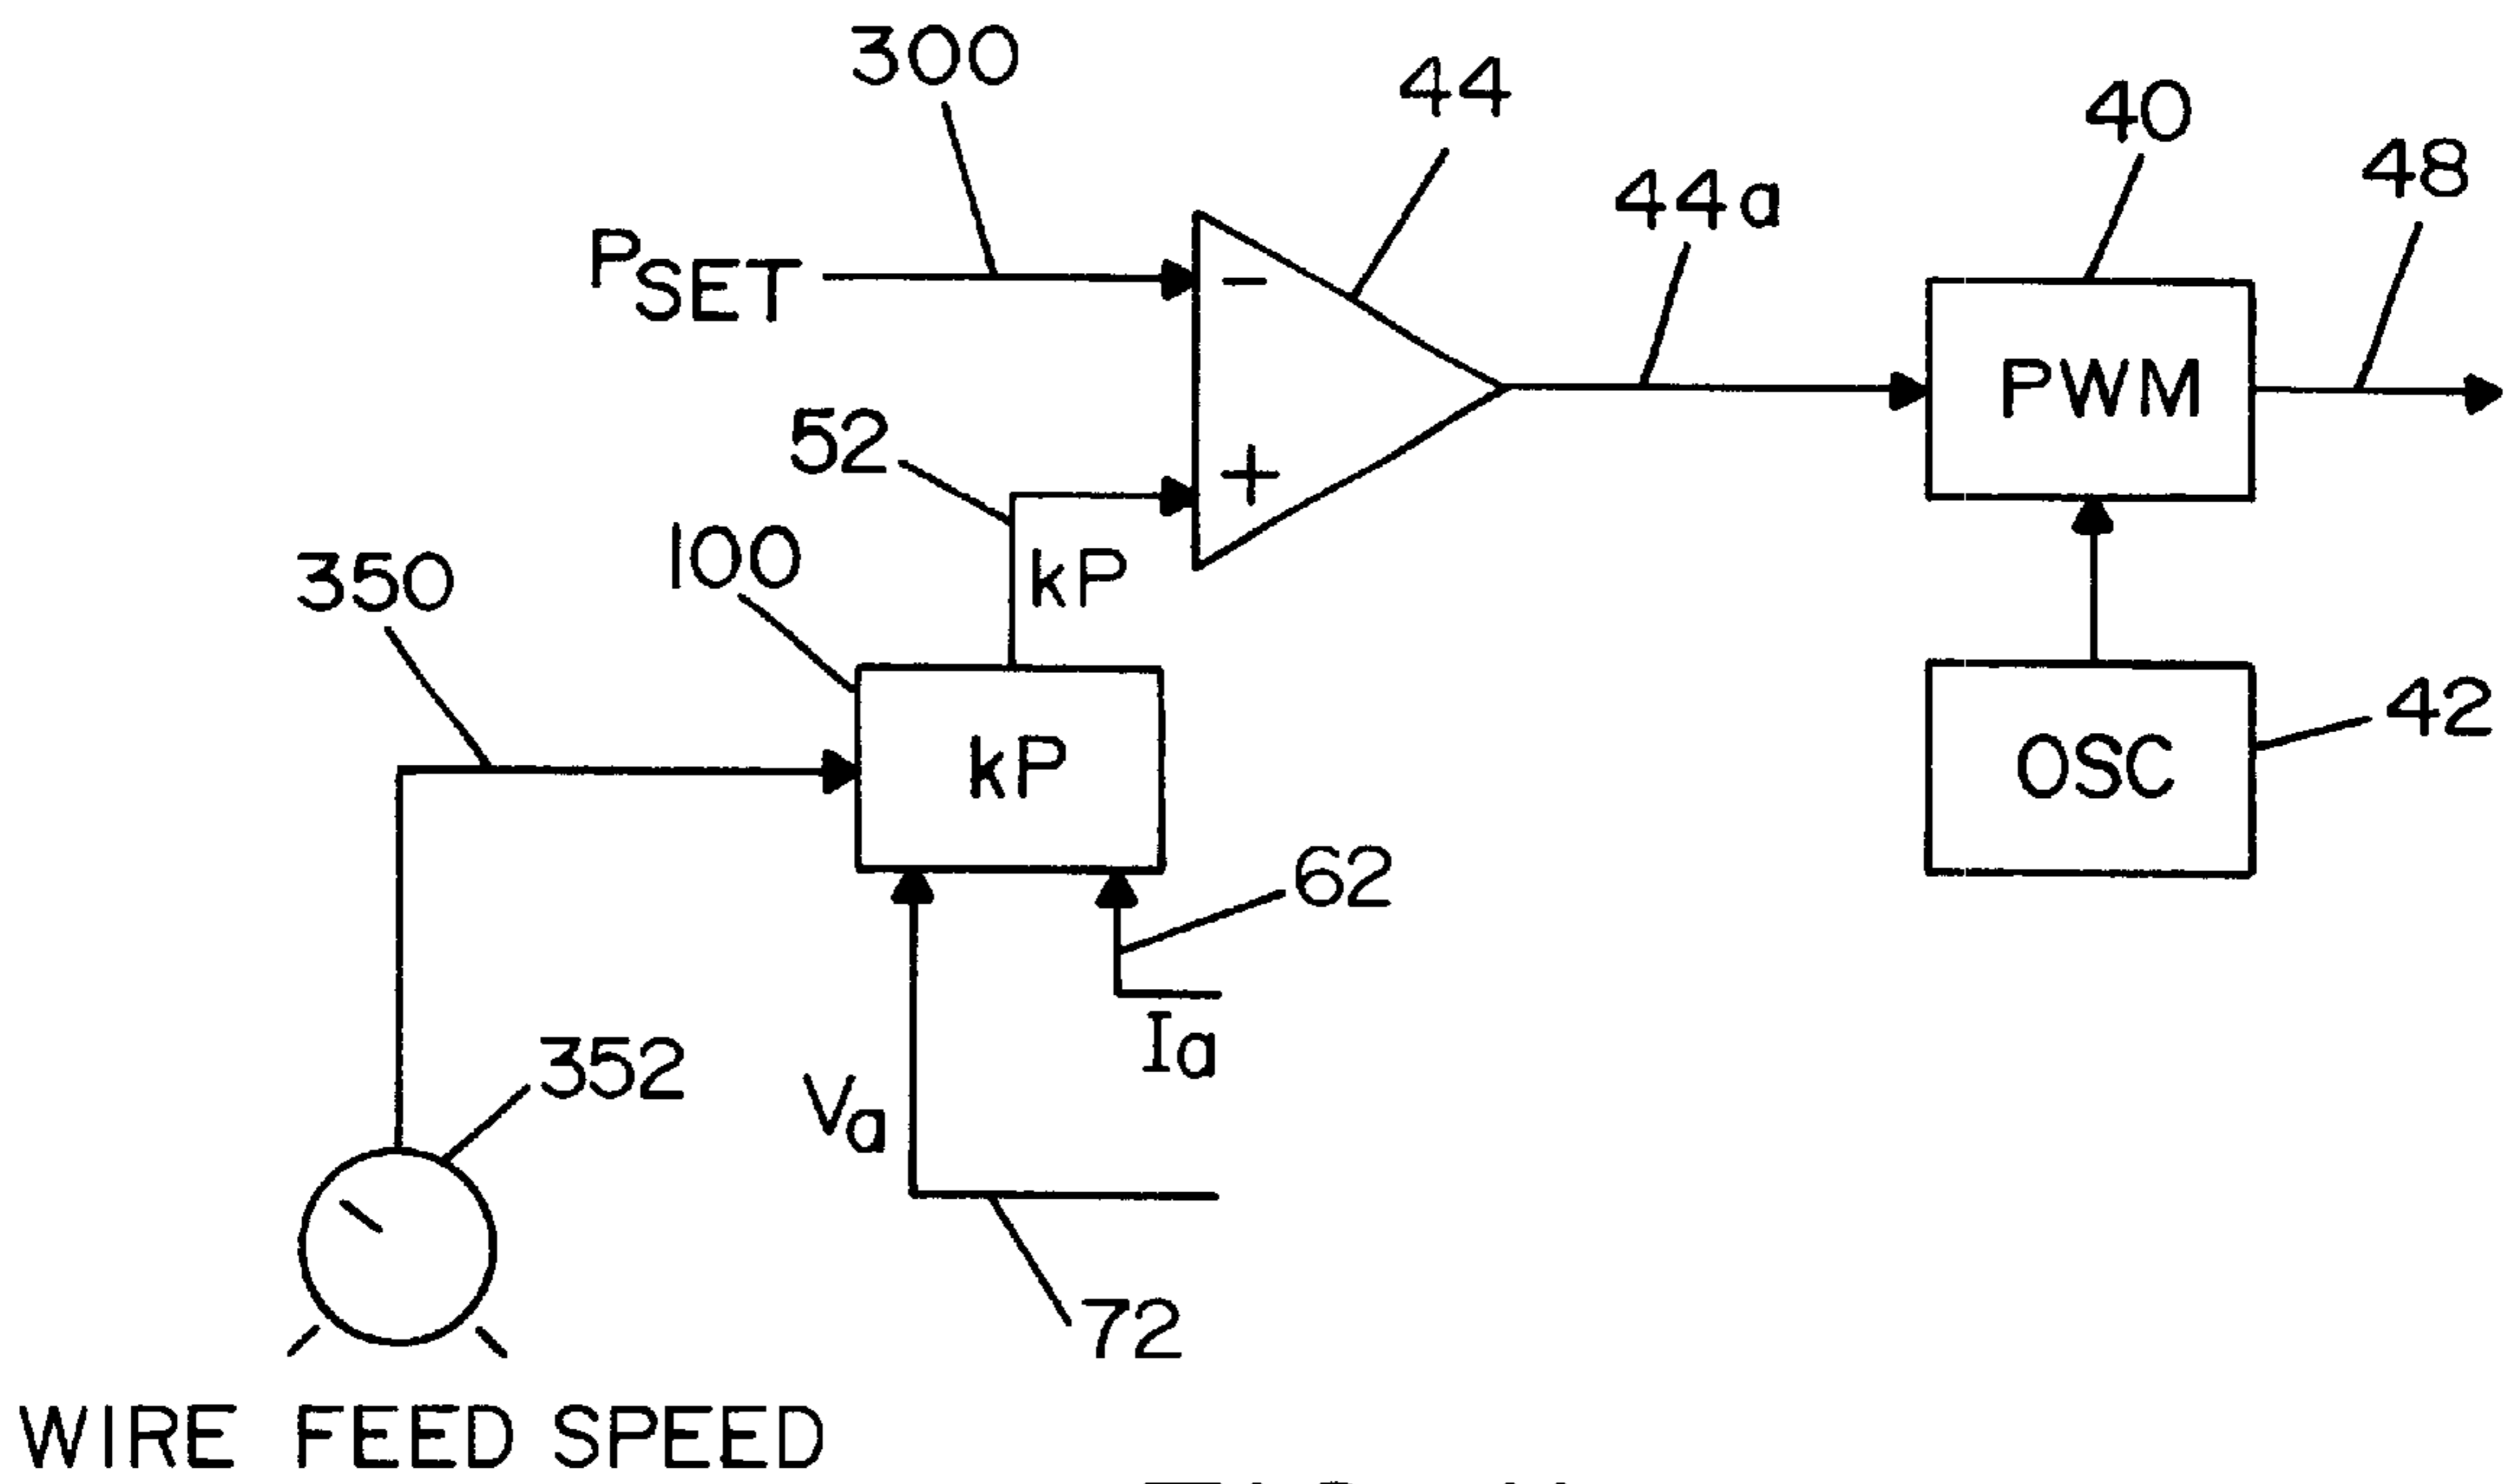 300
44
40
48
44a
PSET
-
PWM
52
+
100
kP
350
kP
OSC
42
62
Ia
352
Va
72
WIRE FEED SPEED